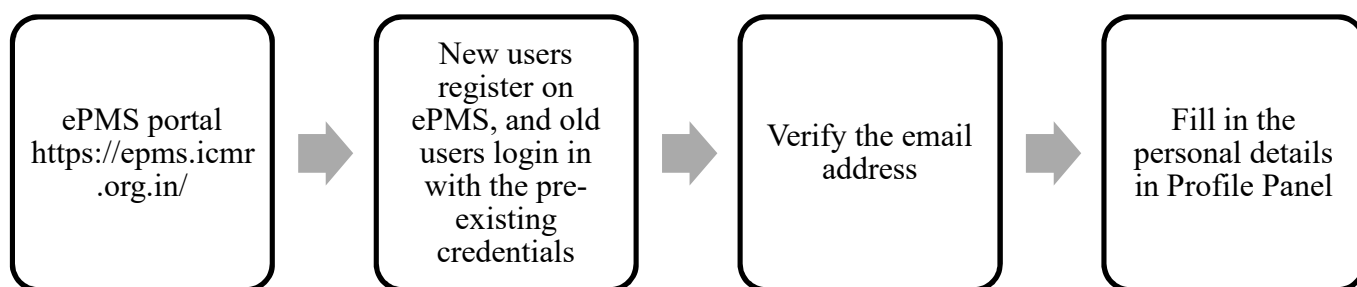 ePMS portal
https://epms.icmr
.org.in/
New users
register on
ePMS, and old
users login in
with the pre-
existing
credentials
Verify the email
address
Fill in the
personal details
in Profile Panel